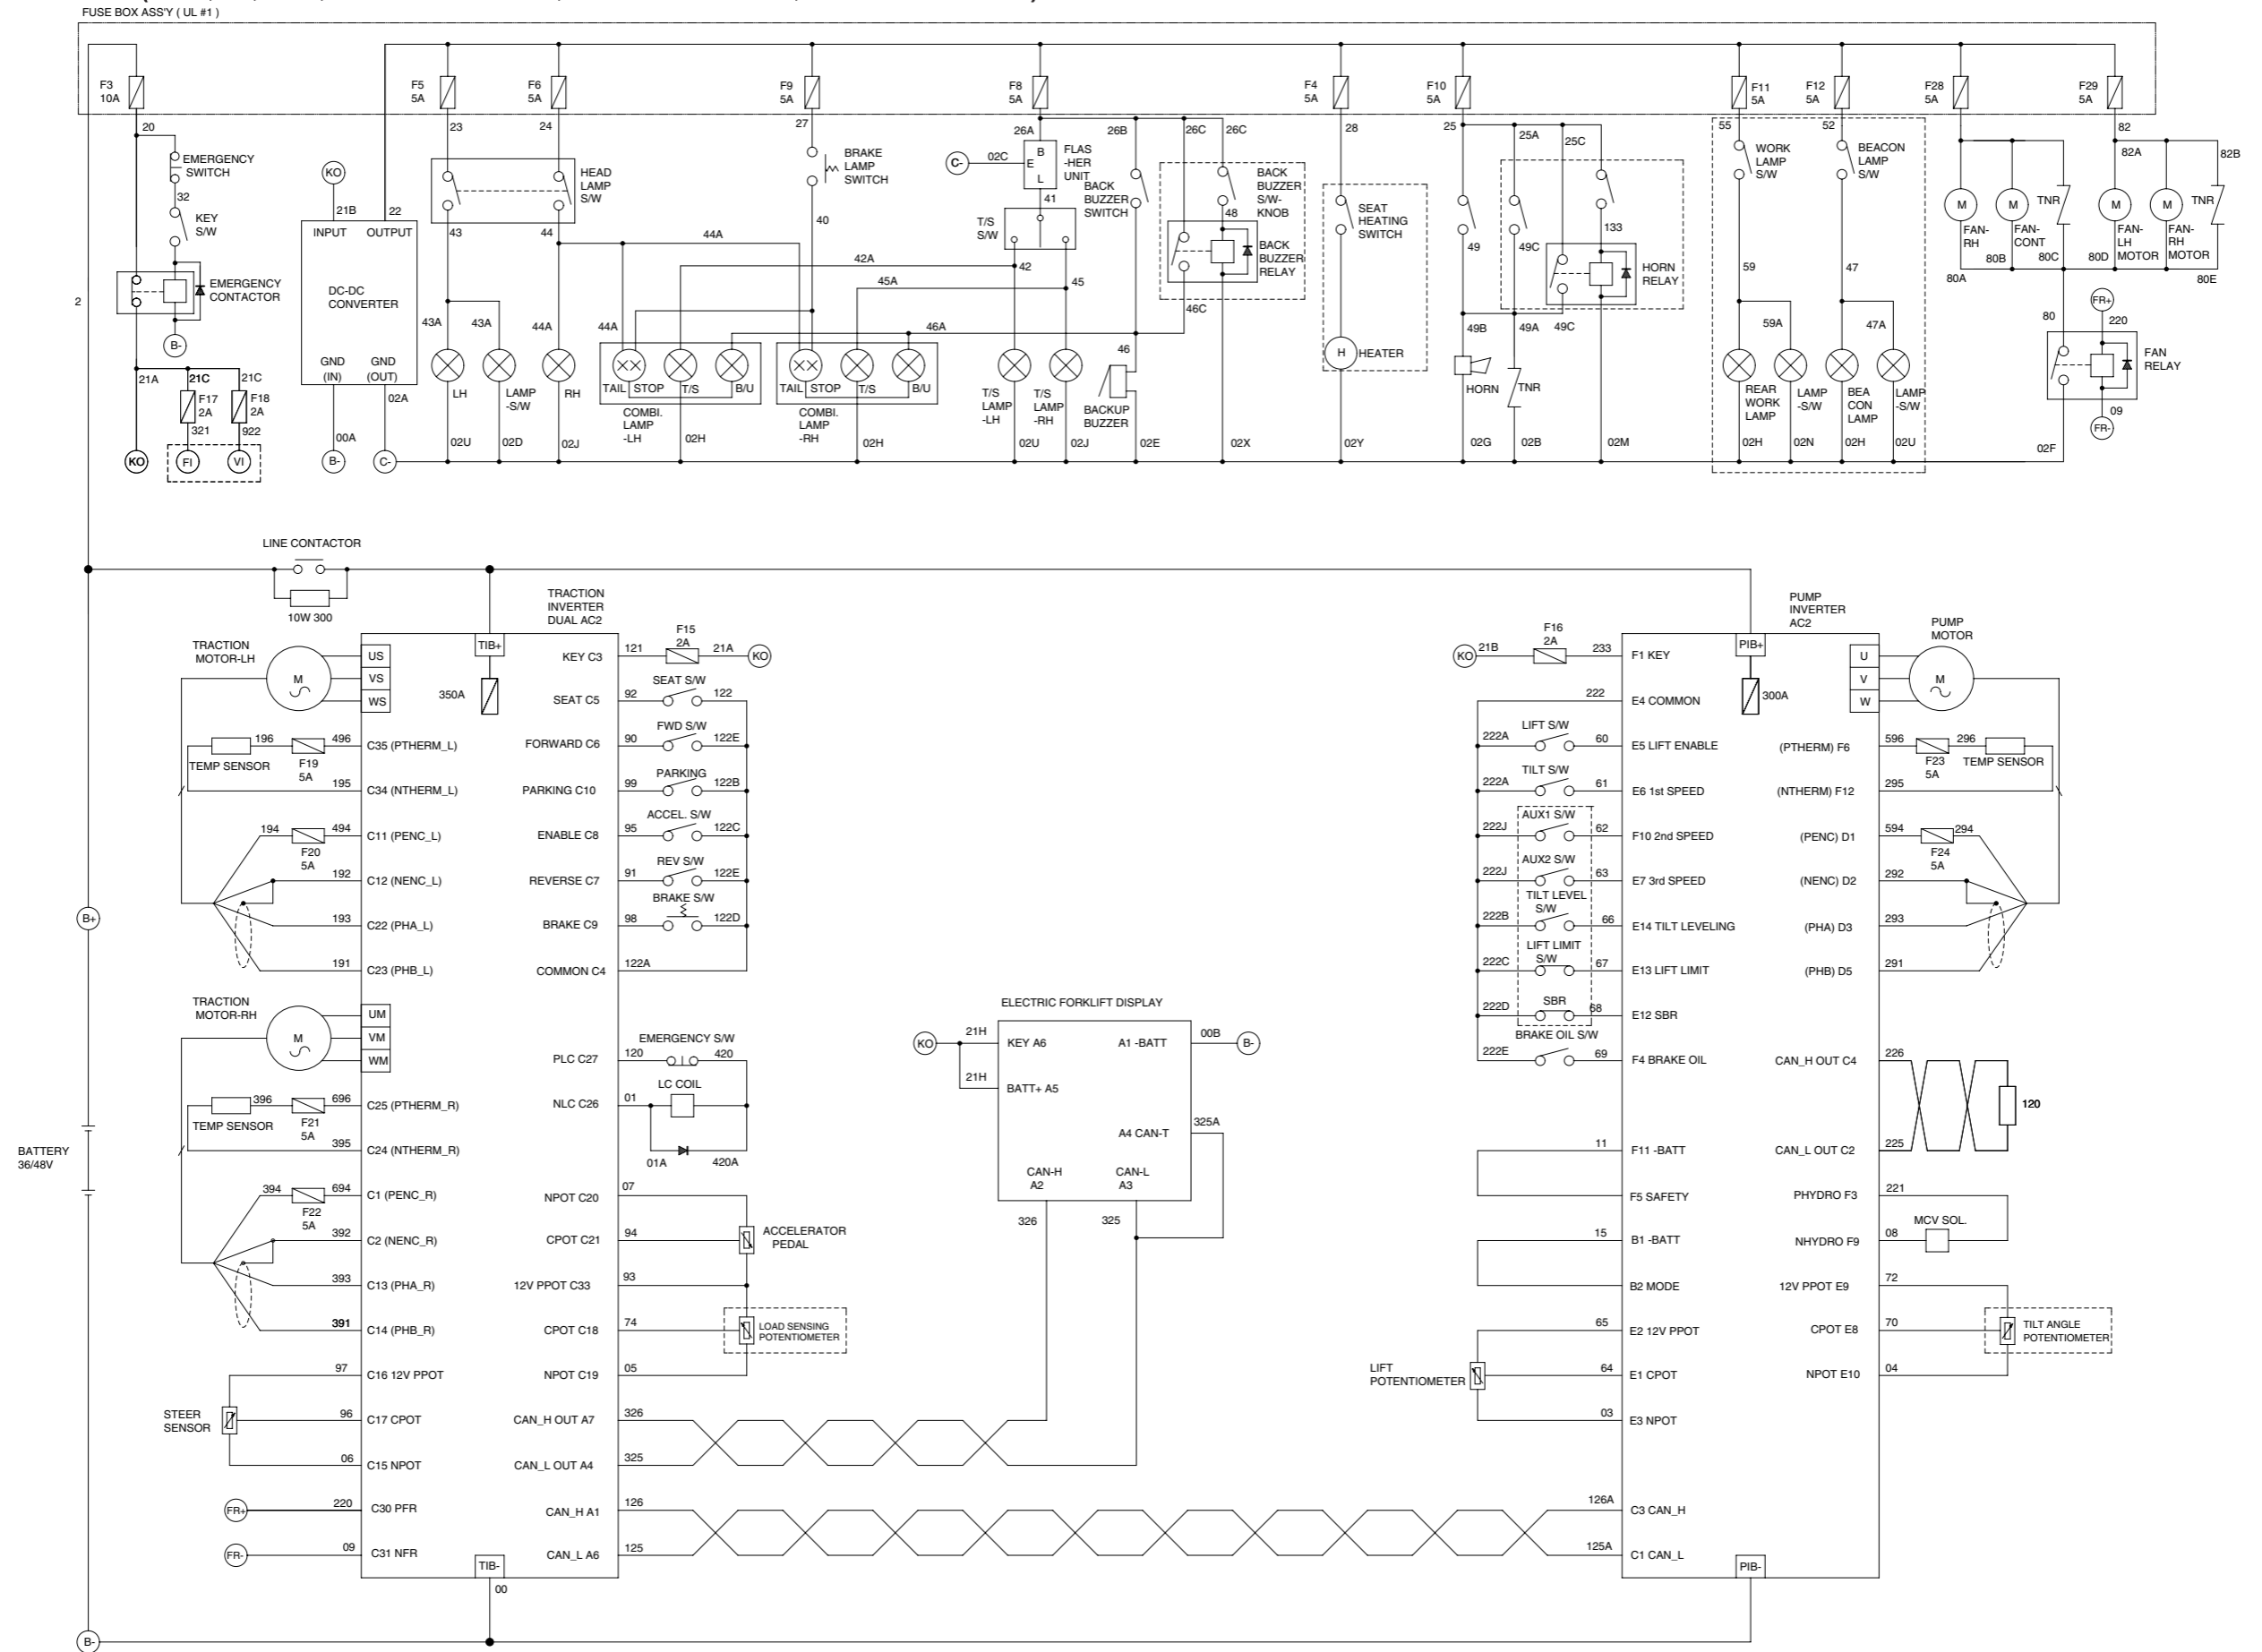 FUSE BOX ASS'Y ( UL #1 )
F3
10A
F5
5A
F6
5A
F9
5A
F8
5A
F4
5A
F10
5A
F11
5A
F12
5A
F28
5A
F29
5A
20
23
24
27
26A
26B
26C
26C
28
25
25A
25C
55
52
82
82A
82B
EMERGENCY
SWITCH
32
KEY
S/W
EMERGENCY
CONTACTOR
B-
2
21A
21C
21C
F17
2A
F18
2A
321
922
KO
FI
VI
KO
21B
22
INPUT
OUTPUT
DC-DC
CONVERTER
GND
(IN)
GND
(OUT)
00A
02A
B-
C-
HEAD
LAMP
S/W
43
44
44A
43A
43A
44A
44A
LH
LAMP
-S/W
RH
02U
02D
02J
BRAKE
LAMP
SWITCH
40
42A
45A
46A
TAIL
STOP
T/S
B/U
COMBI.
LAMP
-LH
02H
TAIL
STOP
T/S
B/U
COMBI.
LAMP
-RH
02H
C-
02C
B
E
L
FLAS
-HER
UNIT
41
T/S
S/W
42
45
T/S
LAMP
-LH
T/S
LAMP
-RH
02U
02J
BACK
BUZZER
SWITCH
46
BACKUP
BUZZER
02E
BACK
BUZZER
S/W-
KNOB
48
BACK
BUZZER
RELAY
46C
02X
SEAT
HEATING
SWITCH
H
HEATER
02Y
49
49C
133
HORN
RELAY
49B
49A
49C
HORN
TNR
02G
02B
02M
WORK
LAMP
S/W
BEACON
LAMP
S/W
59
47
59A
47A
REAR
WORK
LAMP
LAMP
-S/W
BEA
CON
LAMP
LAMP
-S/W
02H
02N
02H
02U
M
M
TNR
M
M
TNR
FAN-
RH
FAN-
CONT
FAN-
LH
MOTOR
FAN-
RH
MOTOR
80A
80B
80C
80D
80E
FR+
220
80
FAN
RELAY
09
FR-
02F
LINE CONTACTOR
10W 300
B+
BATTERY
36/48V
B-
TRACTION
INVERTER
DUAL AC2
TIB+
350A
TRACTION
MOTOR-LH
M
US
VS
WS
TEMP SENSOR
196
F19
5A
496
C35 (PTHERM_L)
195
C34 (NTHERM_L)
194
F20
5A
494
C11 (PENC_L)
192
C12 (NENC_L)
193
C22 (PHA_L)
191
C23 (PHB_L)
TRACTION
MOTOR-RH
M
UM
VM
WM
TEMP SENSOR
396
F21
5A
696
C25 (PTHERM_R)
395
C24 (NTHERM_R)
394
F22
5A
694
C1 (PENC_R)
392
C2 (NENC_R)
393
C13 (PHA_R)
391
C14 (PHB_R)
STEER
SENSOR
97
C16 12V PPOT
96
C17 CPOT
06
C15 NPOT
FR+
220
C30 PFR
FR-
09
C31 NFR
TIB-
00
KEY C3
121
F15
2A
21A
KO
SEAT C5
92
SEAT S/W
122
FORWARD C6
90
FWD S/W
122E
PARKING C10
99
PARKING
122B
ENABLE C8
95
ACCEL. S/W
122C
REVERSE C7
91
REV S/W
122E
BRAKE C9
98
BRAKE S/W
122D
COMMON C4
122A
PLC C27
120
EMERGENCY S/W
420
NLC C26
01
LC COIL
01A
420A
NPOT C20
07
CPOT C21
94
ACCELERATOR
PEDAL
12V PPOT C33
93
CPOT C18
74
LOAD SENSING
POTENTIOMETER
NPOT C19
05
CAN_H OUT A7
326
CAN_L OUT A4
325
CAN_H A1
126
CAN_L A6
125
ELECTRIC FORKLIFT DISPLAY
KO
21H
KEY A6
21H
BATT+ A5
A1 -BATT
00B
B-
A4 CAN-T
325A
CAN-H
A2
CAN-L
A3
326
325
PUMP
INVERTER
AC2
PIB+
300A
KO
21B
F16
2A
233
F1 KEY
222
E4 COMMON
222A
LIFT S/W
60
E5 LIFT ENABLE
222A
TILT S/W
61
E6 1st SPEED
222J
AUX1 S/W
62
F10 2nd SPEED
222J
AUX2 S/W
63
E7 3rd SPEED
222B
TILT LEVEL
S/W
66
E14 TILT LEVELING
222C
LIFT LIMIT
S/W
67
E13 LIFT LIMIT
222D
SBR
68
E12 SBR
222E
BRAKE OIL S/W
69
F4 BRAKE OIL
11
F11 -BATT
F5 SAFETY
15
B1 -BATT
B2 MODE
LIFT
POTENTIOMETER
65
E2 12V PPOT
64
E1 CPOT
03
E3 NPOT
126A
C3 CAN_H
125A
C1 CAN_L
PIB-
PUMP
MOTOR
M
U
V
W
(PTHERM) F6
596
F23
5A
296
TEMP SENSOR
(NTHERM) F12
295
(PENC) D1
594
F24
5A
294
(NENC) D2
292
(PHA) D3
293
(PHB) D5
291
CAN_H OUT C4
226
120
CAN_L OUT C2
225
PHYDRO F3
221
MCV SOL.
NHYDRO F9
08
12V PPOT E9
72
CPOT E8
70
TILT ANGLE
POTENTIOMETER
NPOT E10
04